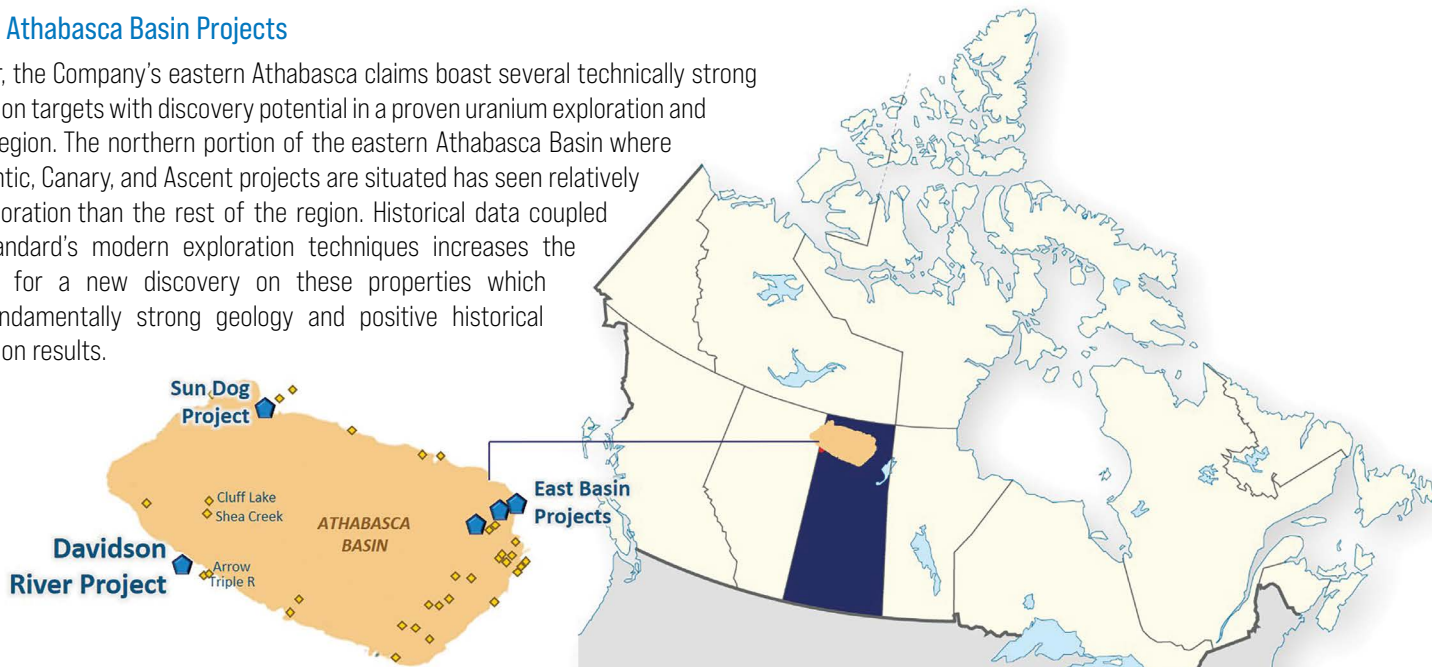 Athabasca Basin Projects
r, the Company's eastern Athabasca claims boast several technically strong
on targets with discovery potential in a proven uranium exploration and
egion. The northern portion of the eastern Athabasca Basin where
ntic, Canary, and Ascent projects are situated has seen relatively
oration than the rest of the region. Historical data coupled
andard's modern exploration techniques increases the
for a new discovery on these properties which
ndamentally strong geology and positive historical
on results.
Sun Dog
Project
Cluff Lake
Shea Creek
ATHABASCA
BASIN
East Basin
Projects
Davidson
River Project
Arrow
Triple R